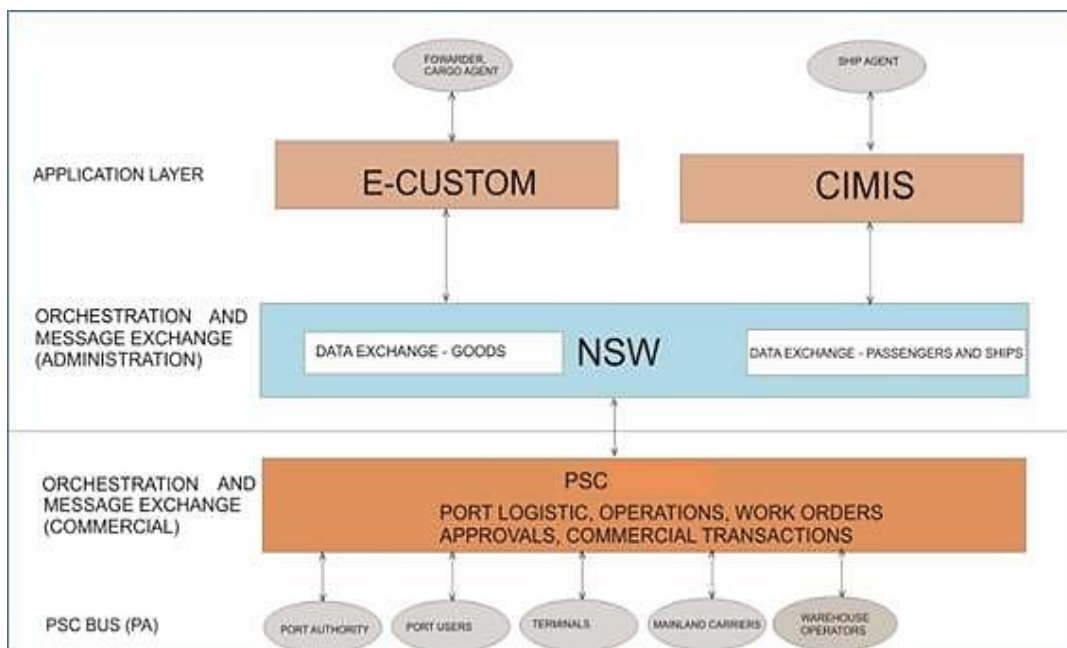 FOWARDER,
CARGO AGENT
SHIP AGENT
APPLICATION LAYER
E-CUSTOM
CIMIS
ORCHESTRATION AND
MESSAGE EXCHANGE
(ADMINISTRATION)
DATA EXCHANGE - GOODS
NSW
DATA EXCHANGE - PASSENGERS AND SHIPS
ORCHESTRATION AND
MESSAGE EXCHANGE
(COMMERCIAL)
PSC
PORT LOGISTIC, OPERATIONS, WORK ORDERS
APPROVALS, COMMERCIAL TRANSACTIONS
PSC BUS (PA)
PORT AUTHORITY
PORT USERS
TERMINALS
MAINLAND CARRIERS
WAREHOUSE
OPERATORS